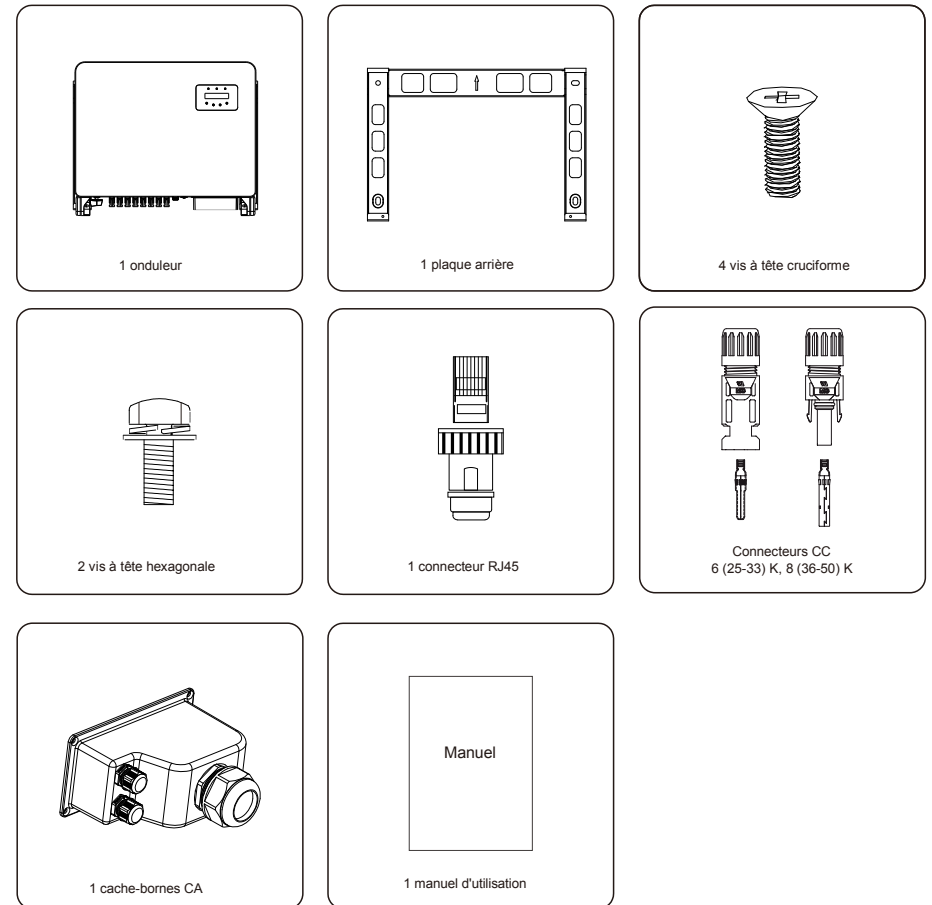 1 onduleur
1 plaque arrière
4 vis à tête cruciforme
2 vis à tête hexagonale
1 connecteur RJ45
Connecteurs CC
6 (25-33) K, 8 (36-50) K
1 cache-bornes CA
Manuel
1 manuel d'utilisation